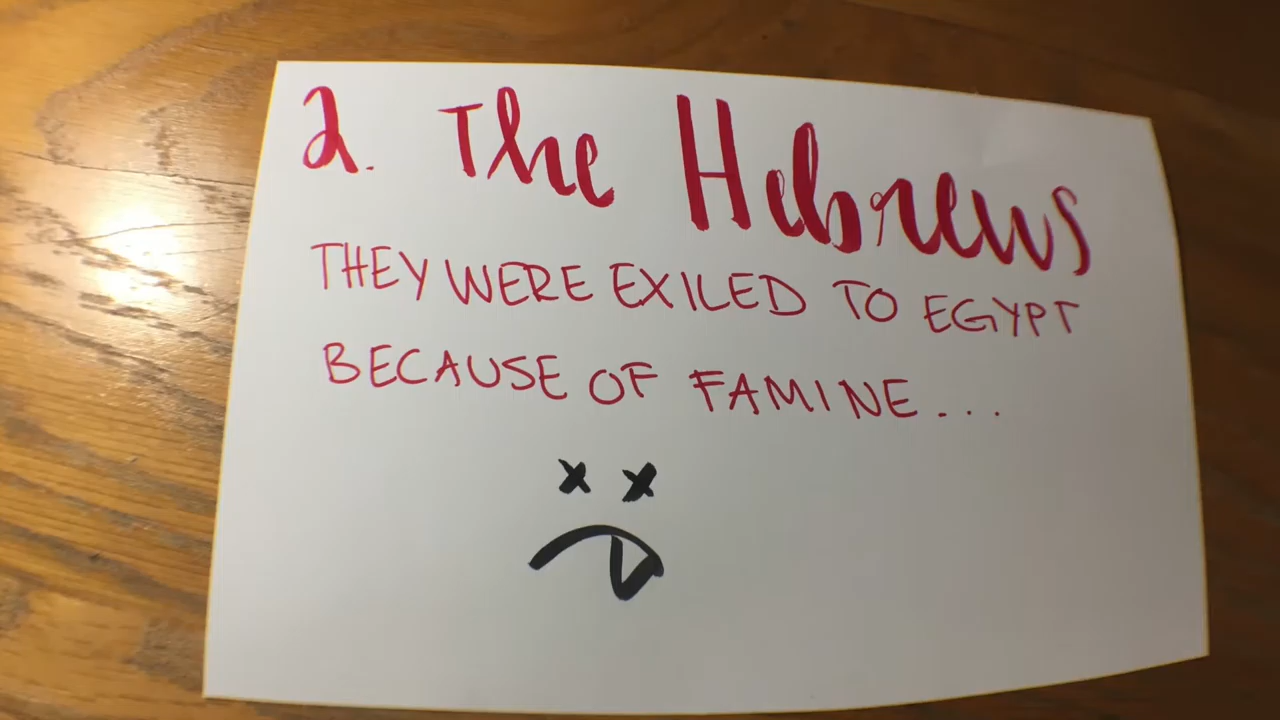 2. The Hebrews
THEY WERE EXILED TO EGYPT
BECAUSE OF FAMINE...